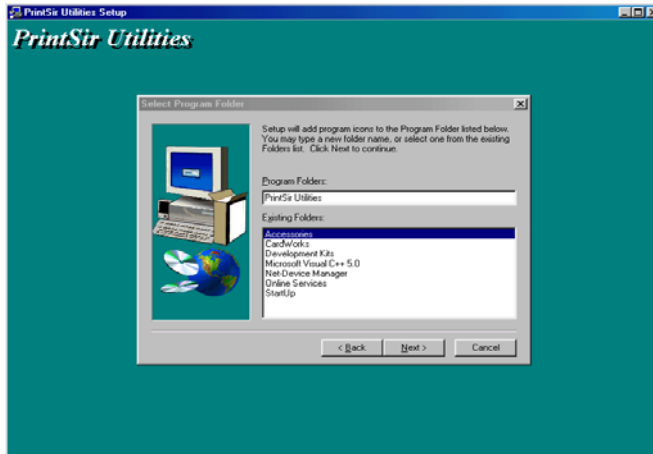 PrintSir Utilities Setup
PrintSir Utilities
Select Program Folder
Setup will add program icons to the Program Folder listed below.
You may type a new folder name, or select one from the existing
Folders list. Click Next to continue.
Program Folders:
PrintSir Utilities
Existing Folders:
Accessories
CardWorks
Development Kits
Microsoft Visual C++ 5.0
Net-Device Manager
Online Services
StartUp
< Back
Next >
Cancel